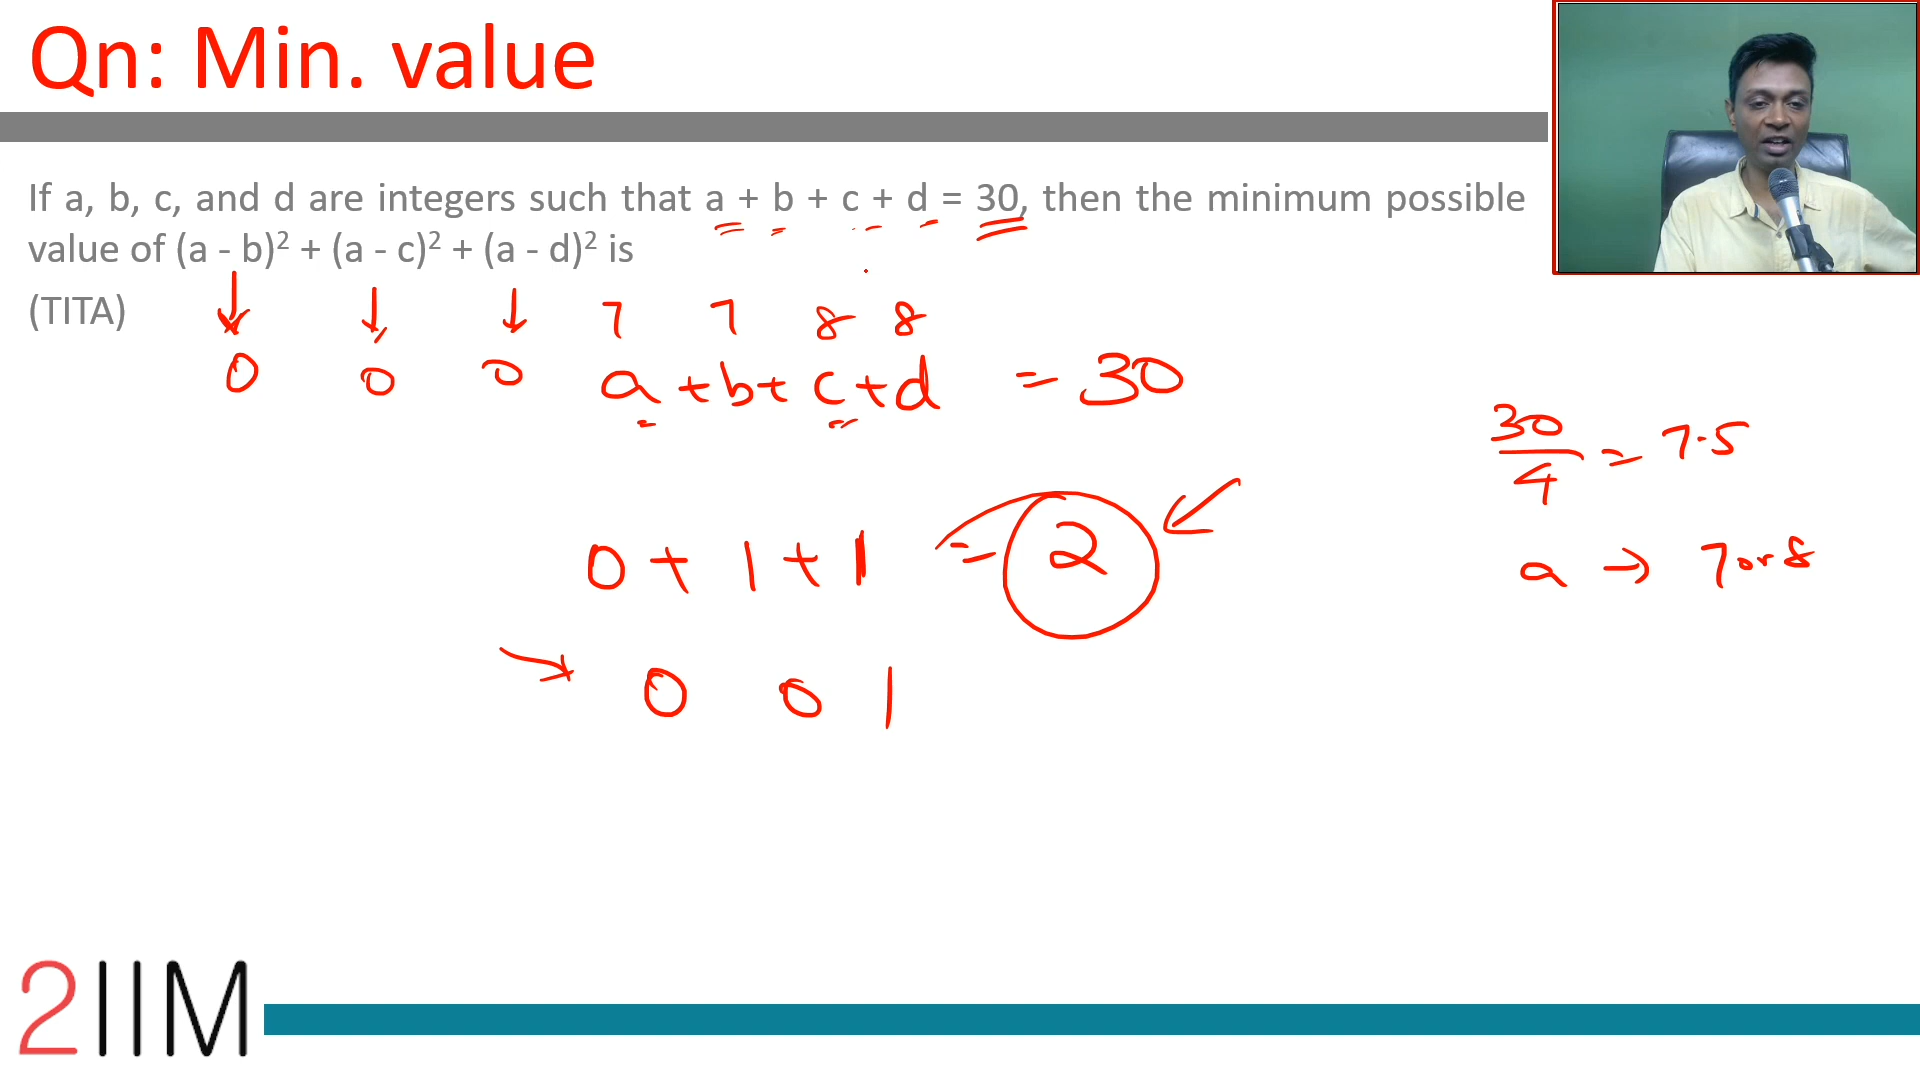 Qn: Min. value
If a, b, c, and d are integers such that a + b + c + d = 30, then the minimum possible
value of (a - b)² + (a - c)² + (a - d)² is
(TITA)
7 7 8 8
0 0 0 a + b + c + d = 30
30/4 = 7.5
0 + 1 + 1 = 2
a → 7 or 8
→ 0 0 1
2IIM